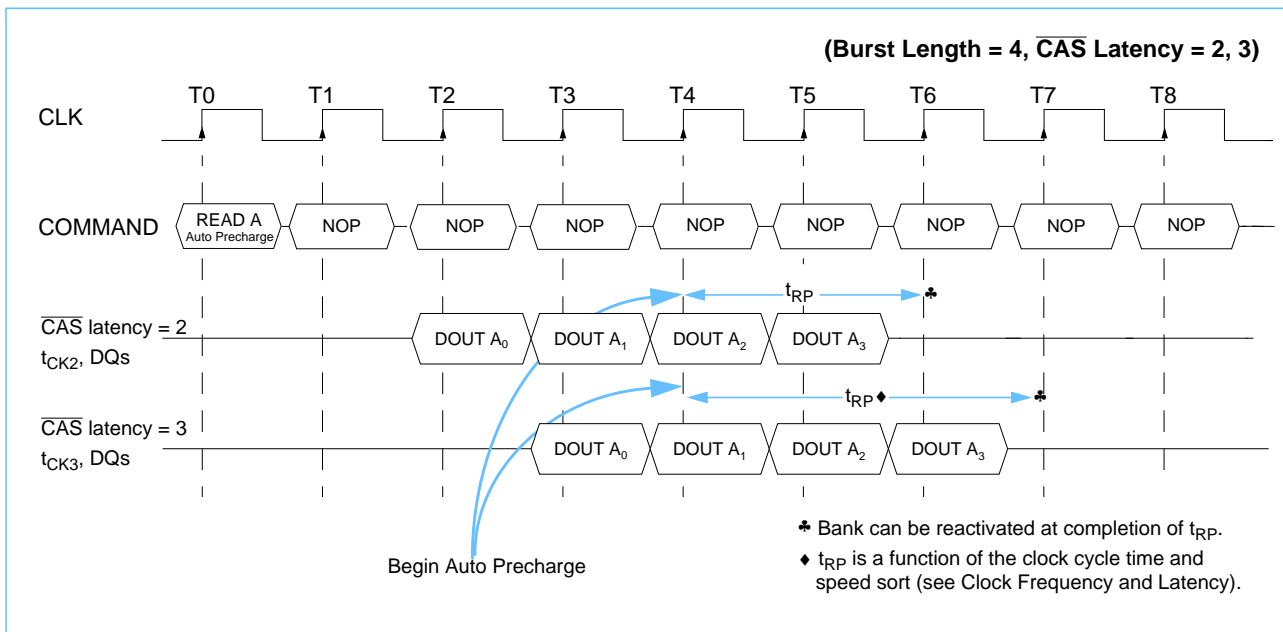 (Burst Length = 4, CAS Latency = 2, 3)
T0 T1 T2 T3 T4 T5 T6 T7 T8
CLK
COMMAND
READ A
Auto Precharge
NOP NOP NOP NOP NOP NOP NOP NOP
tRP ♣
CAS latency = 2
tCK2, DQs
DOUT A0 DOUT A1 DOUT A2 DOUT A3
tRP ♦ ♣
CAS latency = 3
tCK3, DQs
DOUT A0 DOUT A1 DOUT A2 DOUT A3
Begin Auto Precharge
♣ Bank can be reactivated at completion of tRP.
♦ tRP is a function of the clock cycle time and
speed sort (see Clock Frequency and Latency).